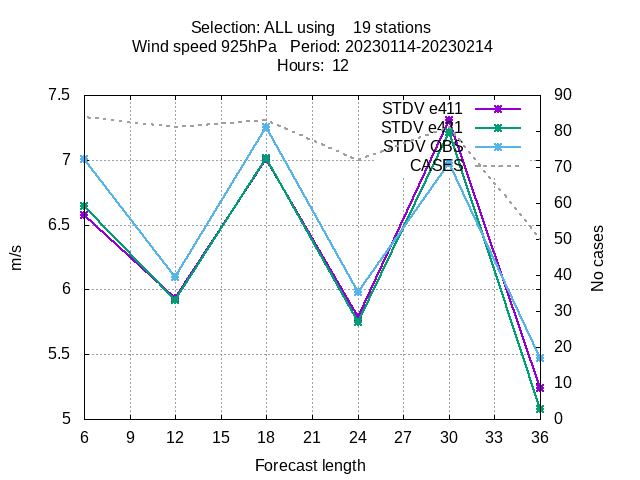 Selection: ALL using 19 stations
Wind speed 925hPa Period: 20230114-20230214
Hours: 12
7.5
7
6.5
6
5.5
5
90
80
70
60
50
40
30
20
10
0
STDV e411
STDV OBS
CASES
m/s
No cases
6 9 12 15 18 21 24 27 30 33 36
Forecast length